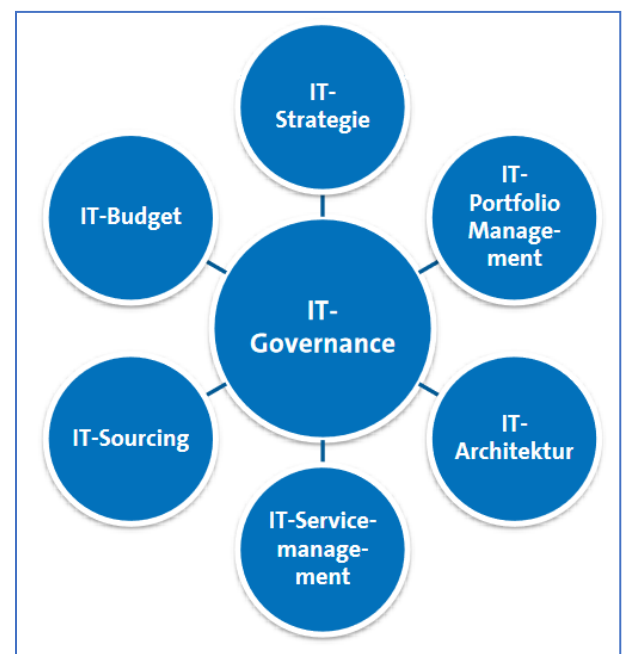 IT-
Strategie
IT-
Portfolio
Manage-
ment
IT-Budget
IT-
Governance
IT-
Architektur
IT-Sourcing
IT-Service-
manage-
ment